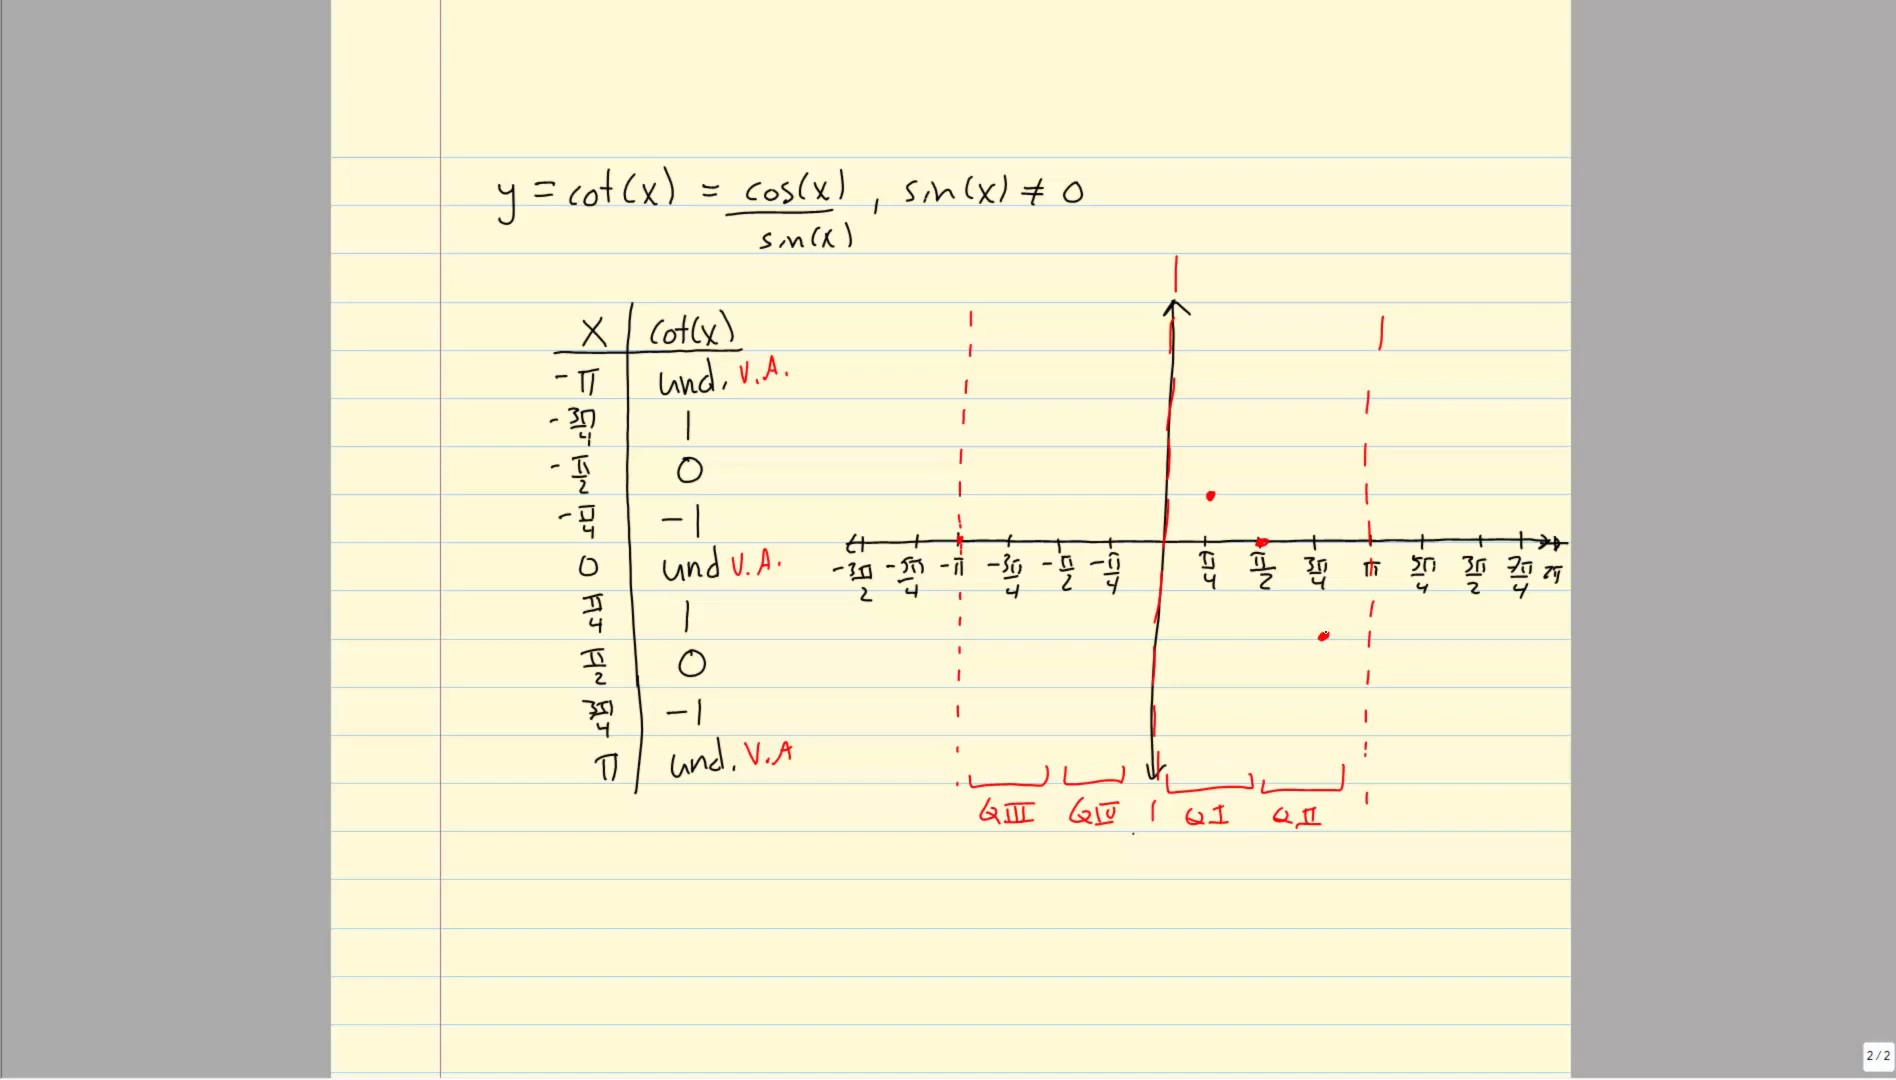 y = cot(x) = cos(x)/sin(x), sin(x) ≠ 0
x cot(x)
-π und. V.A.
-3π/4 1
-π/2 0
-π/4 -1
0 und V.A.
π/4 1
π/2 0
3π/4 -1
π und. V.A
-3π/2 -5π/4 -π -3π/4 -π/2 -π/4 π/4 π/2 3π/4 π 5π/4 3π/2 7π/4 2π
QIII QIV QI QII
2/2